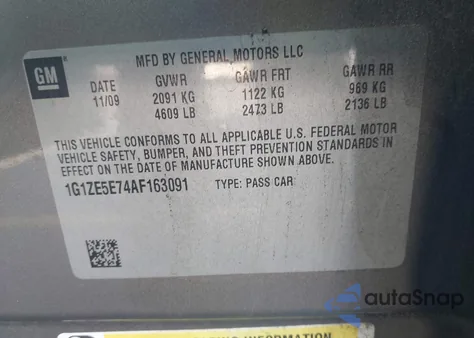 MFD BY GENERAL MOTORS LLC
GM
DATE GVWR GAWR FRT GAWR RR
11/09 2091 KG 1122 KG 969 KG
4609 LB 2473 LB 2136 LB
THIS VEHICLE CONFORMS TO ALL APPLICABLE U.S. FEDERAL MOTOR
VEHICLE SAFETY, BUMPER, AND THEFT PREVENTION STANDARDS IN
EFFECT ON THE DATE OF MANUFACTURE SHOWN ABOVE.
1G1ZE5E74AF163091 TYPE: PASS CAR
autoSnap
INFORMATION